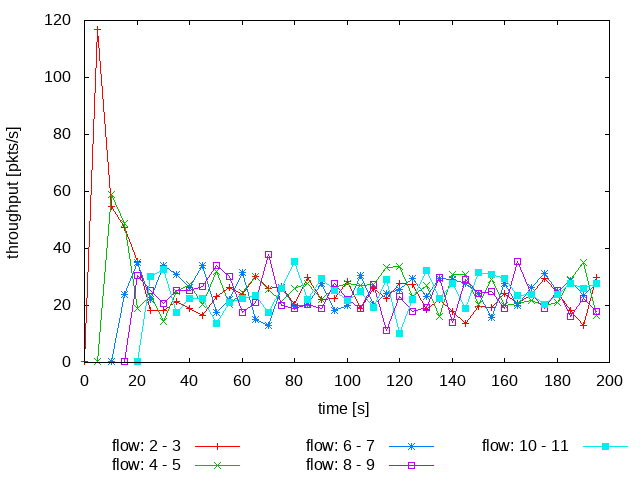 120
100
80
60
40
20
0
throughput [pkts/s]
0 20 40 60 80 100 120 140 160 180 200
time [s]
flow: 2 - 3 flow: 6 - 7 flow: 10 - 11
flow: 4 - 5 flow: 8 - 9